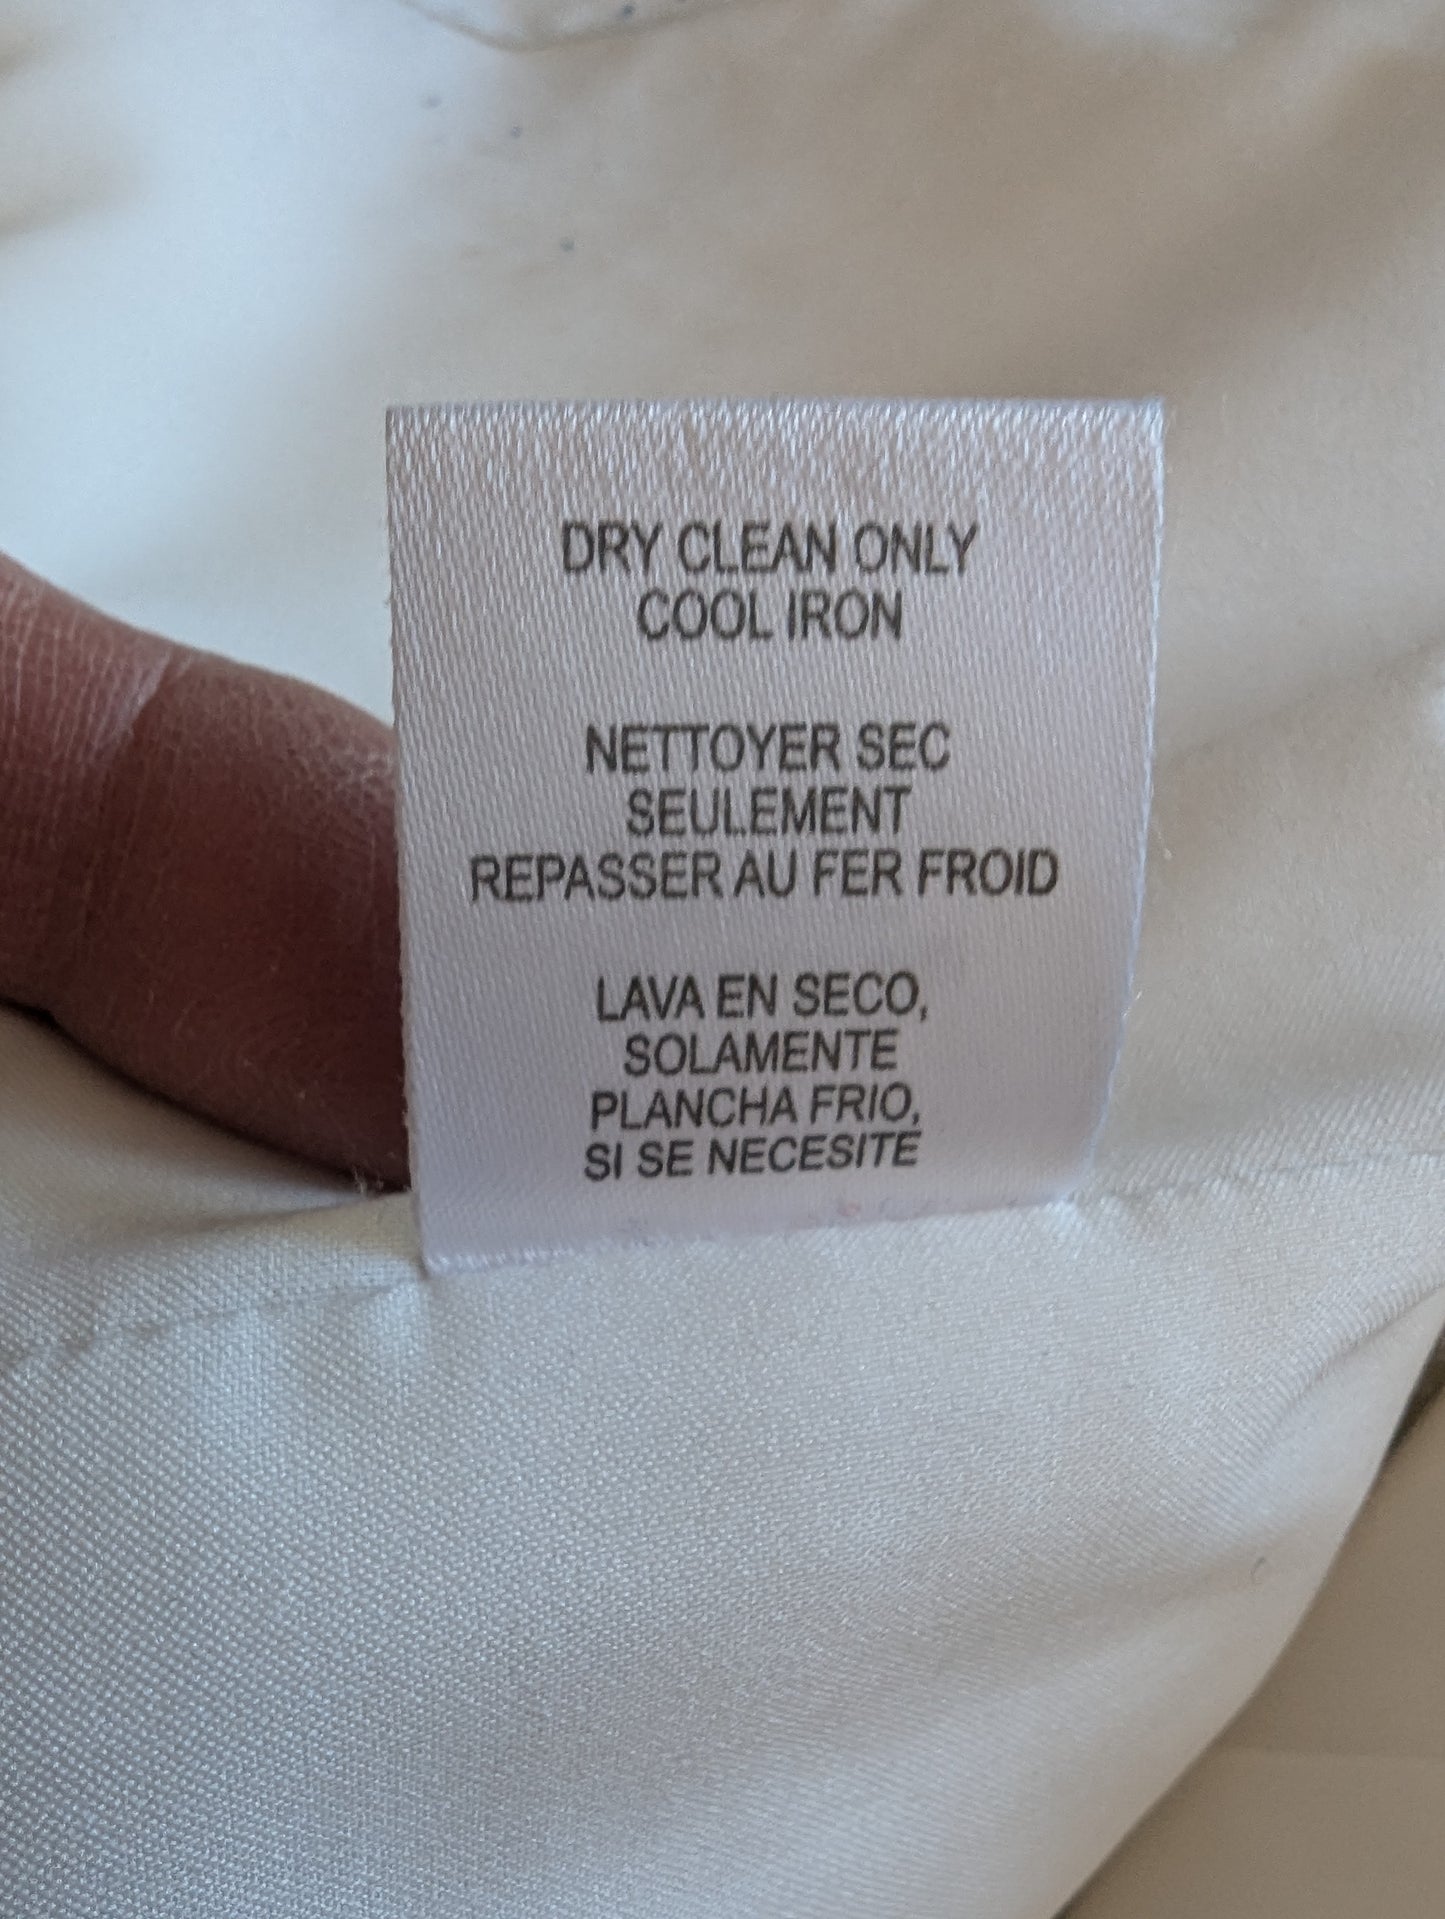 DRY CLEAN ONLY
COOL IRON
NETTOYER SEC
SEULEMENT
REPASSER AU FER FROID
LAVA EN SECO,
SOLAMENTE
PLANCHA FRIO,
SI SE NECESITE